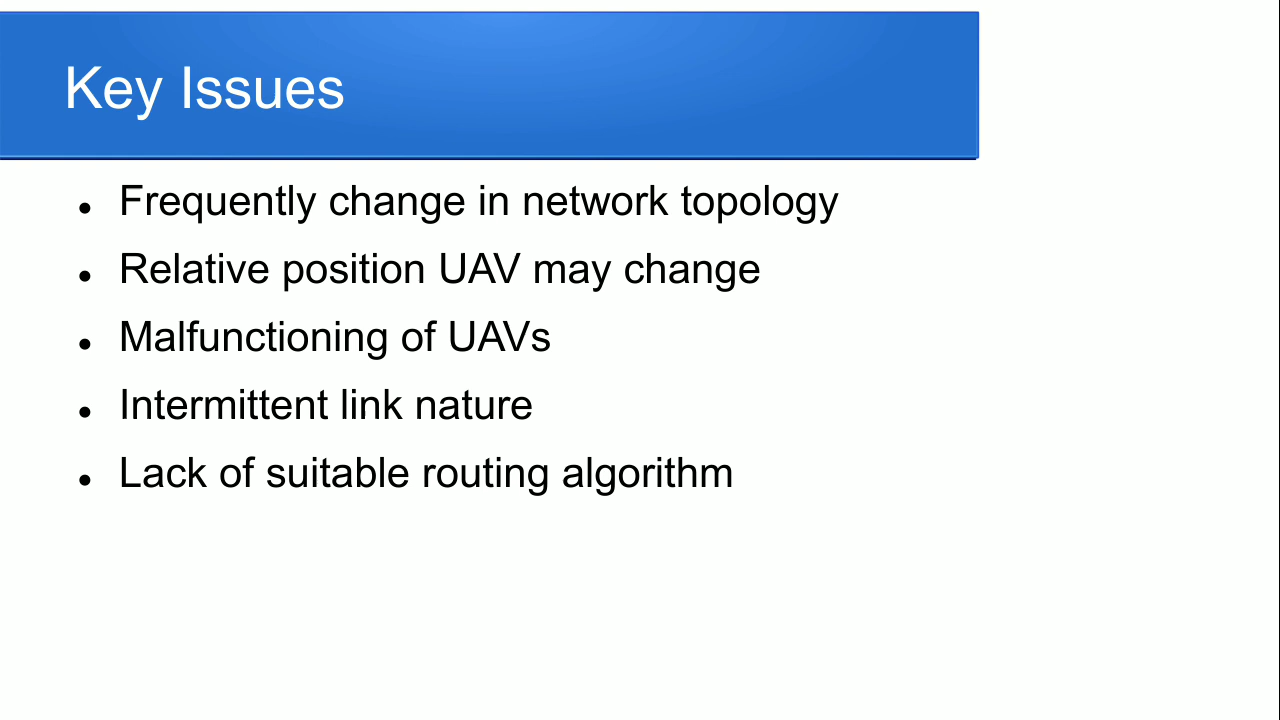 Key Issues
Frequently change in network topology
Relative position UAV may change
Malfunctioning of UAVs
Intermittent link nature
Lack of suitable routing algorithm